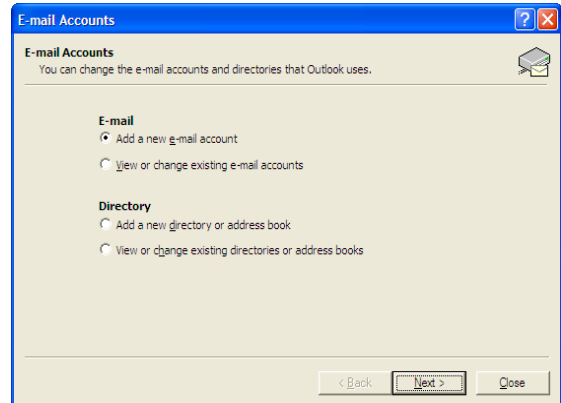 E-mail Accounts
E-mail Accounts
You can change the e-mail accounts and directories that Outlook uses.
E-mail
Add a new e-mail account
View or change existing e-mail accounts
Directory
Add a new directory or address book
View or change existing directories or address books
< Back Next > Close